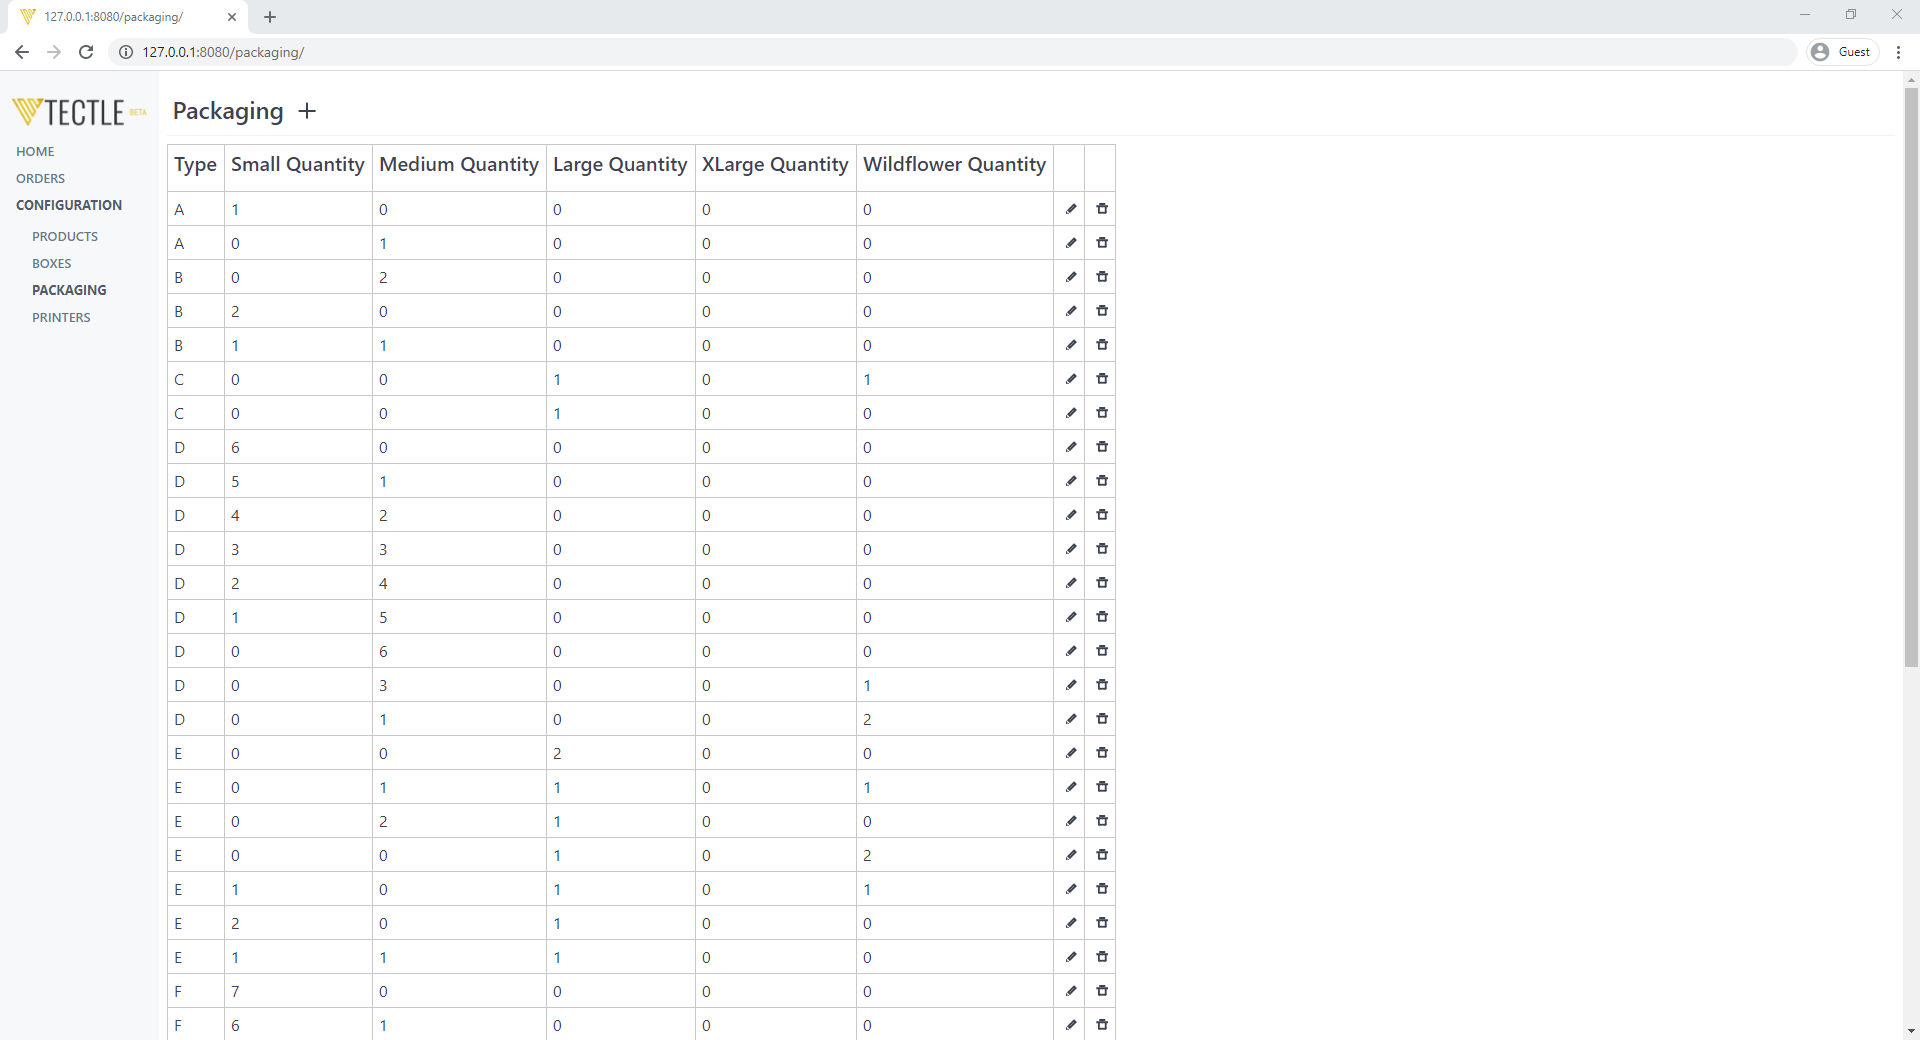 127.0.0.1:8080/packaging/
127.0.0.1:8080/packaging/
Guest
TECTLE BETA
HOME
ORDERS
CONFIGURATION
PRODUCTS
BOXES
PACKAGING
PRINTERS
Packaging
Type Small Quantity Medium Quantity Large Quantity XLarge Quantity Wildflower Quantity
A 1 0 0 0 0
A 0 1 0 0 0
B 0 2 0 0 0
B 2 0 0 0 0
B 1 1 0 0 0
C 0 0 1 0 1
C 0 0 1 0 0
D 6 0 0 0 0
D 5 1 0 0 0
D 4 2 0 0 0
D 3 3 0 0 0
D 2 4 0 0 0
D 1 5 0 0 0
D 0 6 0 0 0
D 0 3 0 0 1
D 0 1 0 0 2
E 0 0 2 0 0
E 0 1 1 0 1
E 0 2 1 0 0
E 0 0 1 0 2
E 1 0 1 0 1
E 2 0 1 0 0
E 1 1 1 0 0
F 7 0 0 0 0
F 6 1 0 0 0